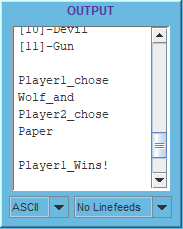 OUTPUT
[10]-Devil
[11]-Gun
Player1_chose
Wolf_and
Player2_chose
Paper
Player1_Wins!
ASCII
No Linefeeds